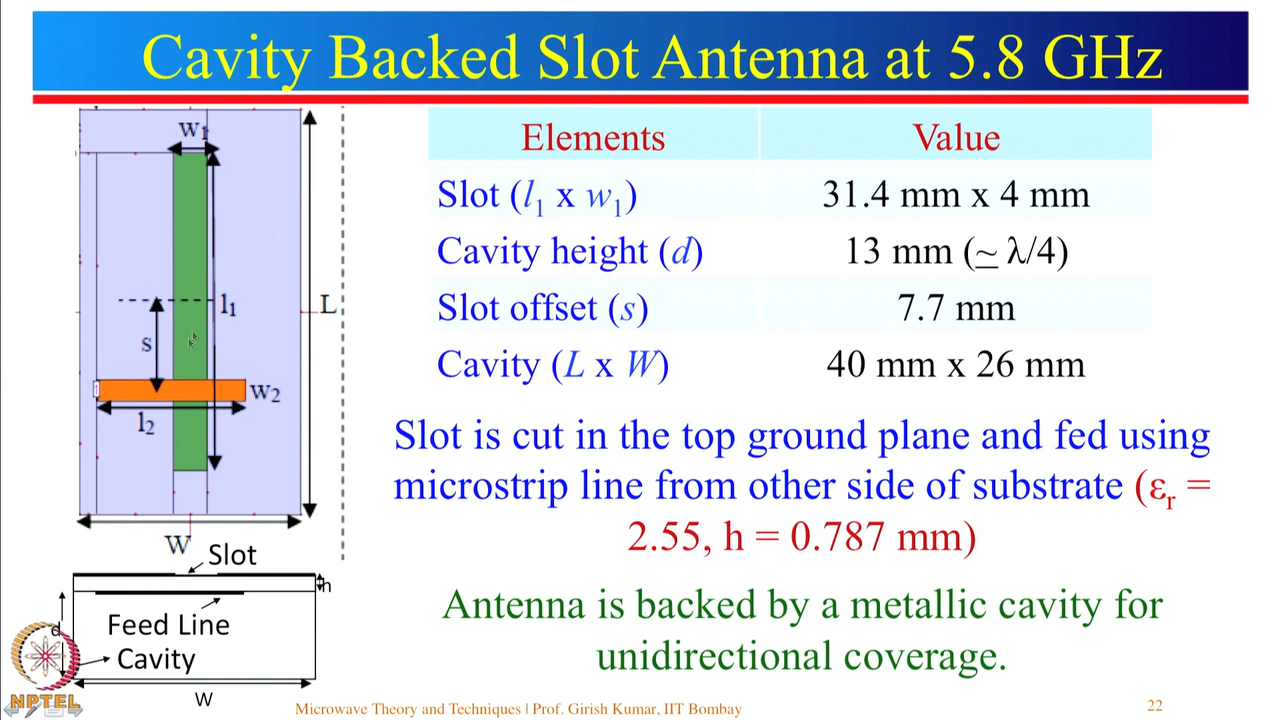 Cavity Backed Slot Antenna at 5.8 GHz
w₁
l₁
L
s
w₂
l₂
W
Slot
h
Feed Line
d
Cavity
W
NPTEL
Elements Value
Slot (l₁ x w₁) 31.4 mm x 4 mm
Cavity height (d) 13 mm (≃ λ/4)
Slot offset (s) 7.7 mm
Cavity (L x W) 40 mm x 26 mm
Slot is cut in the top ground plane and fed using
microstrip line from other side of substrate (εᵣ =
2.55, h = 0.787 mm)
Antenna is backed by a metallic cavity for
unidirectional coverage.
Microwave Theory and Techniques | Prof. Girish Kumar, IIT Bombay
22